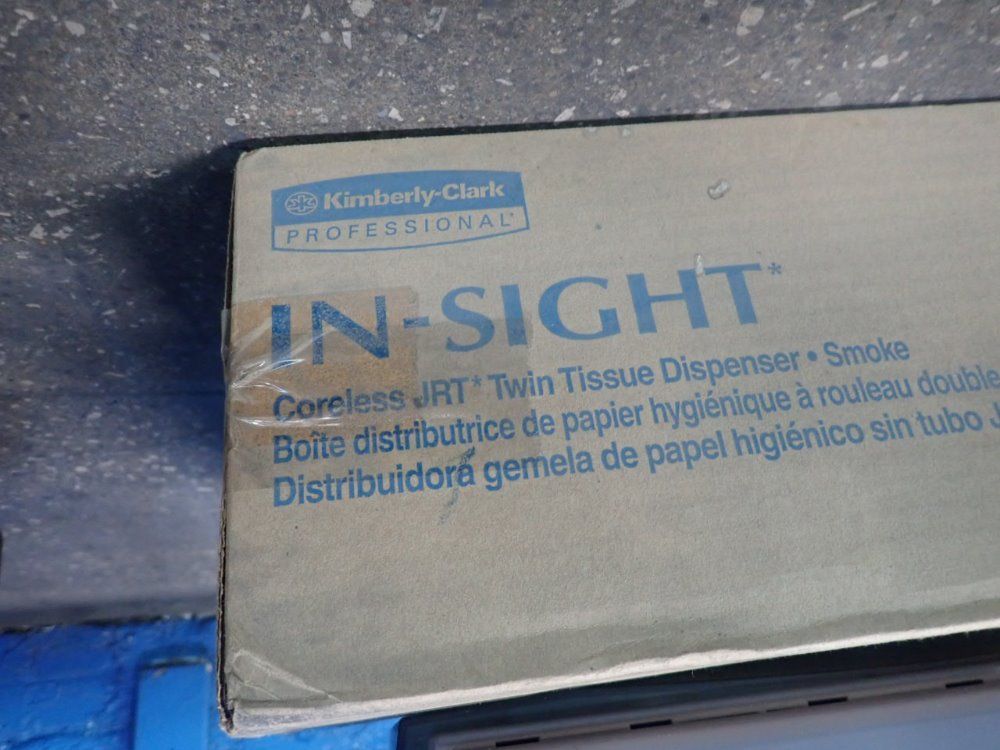 Kimberly-Clark
PROFESSIONAL*
IN-SIGHT*
Coreless JRT* Twin Tissue Dispenser • Smoke
Boîte distributrice de papier hygiénique à rouleau double
Distribuidora gemela de papel higiénico sin tubo J